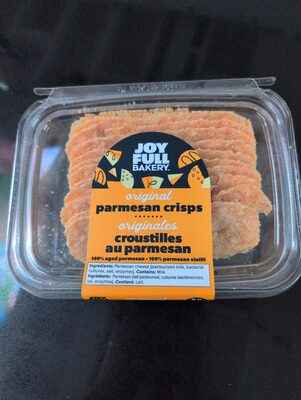 JOY
FULL
BAKERY.
original
parmesan crisps
originales
croustilles
au parmesan
100% aged parmesan • 100% parmesan vieilli
Ingredients: Parmesan cheese (pasteurized milk, bacterial
cultures, salt, enzymes). Contains: Milk.
Ingrédients: Parmesan (lait pasteurisé, cultures bactériennes,
sel, enzymes). Contient: Lait.